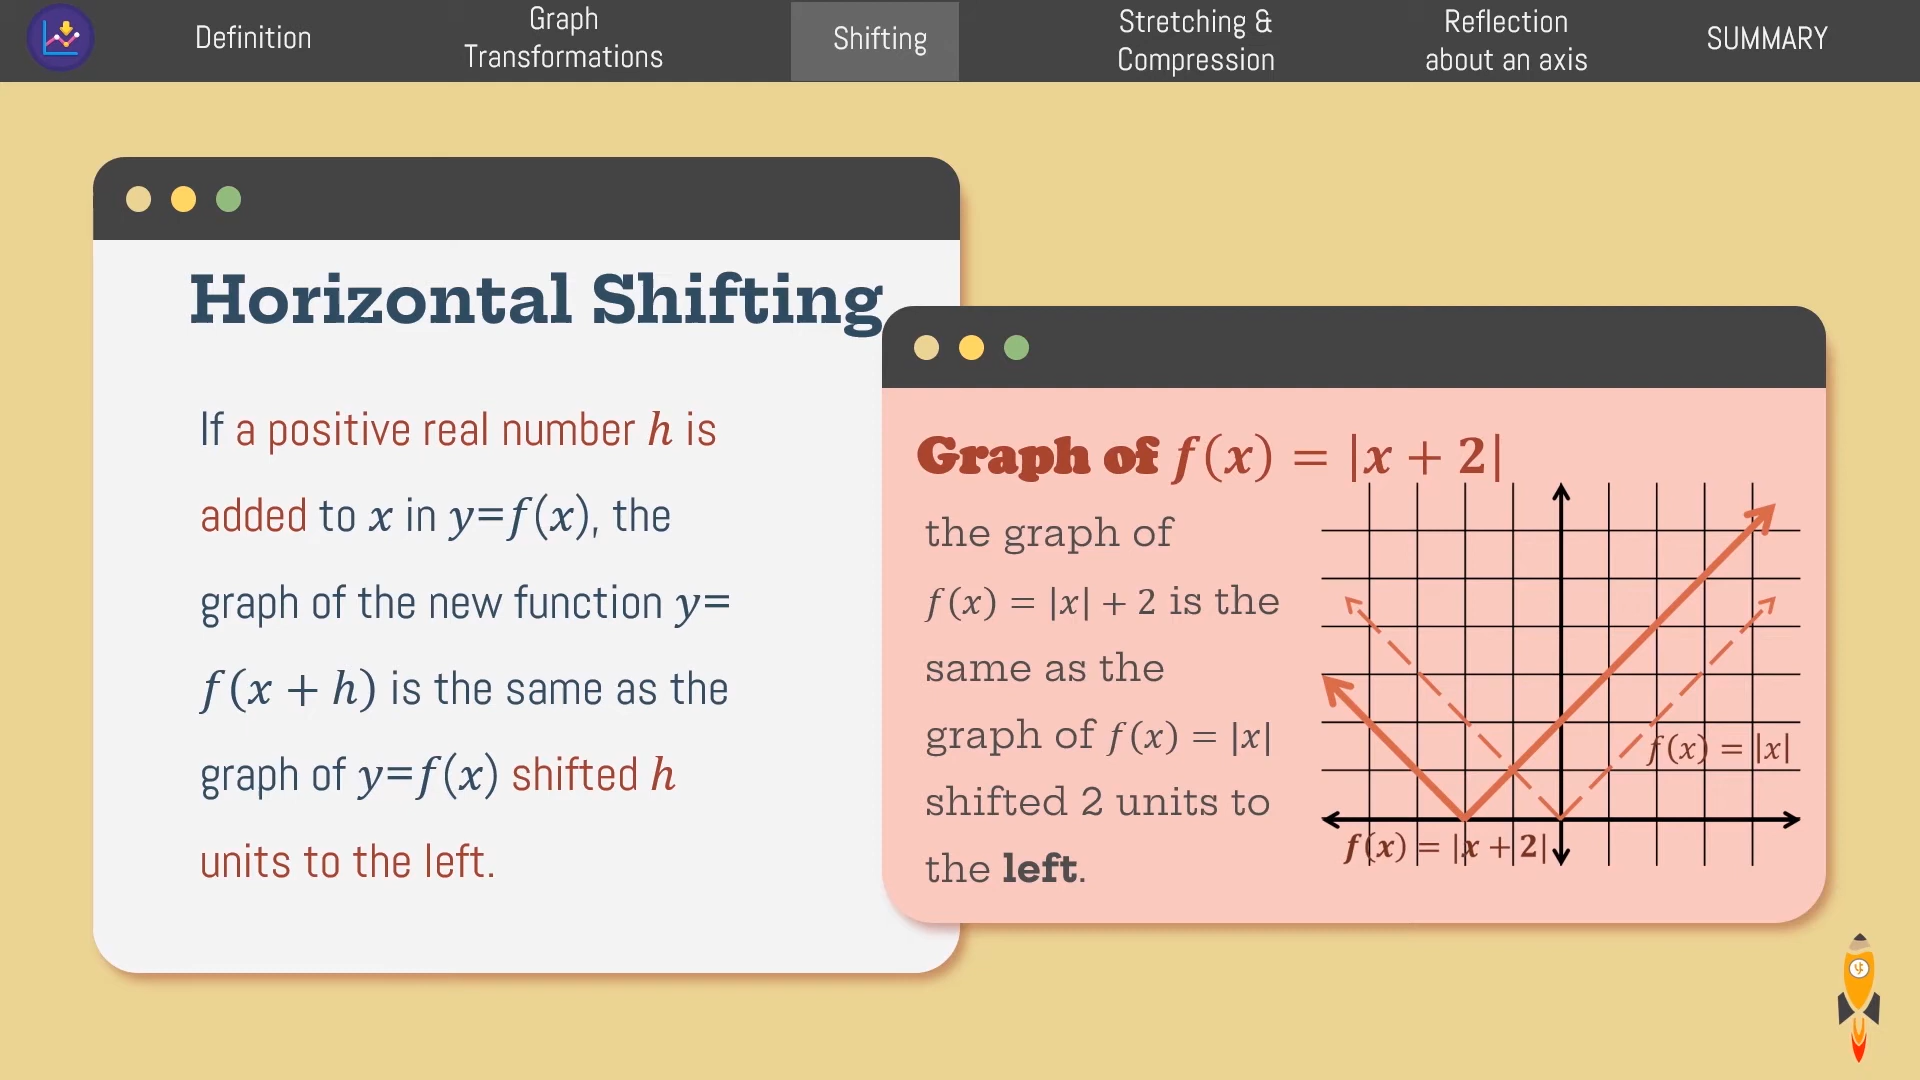 Definition
Graph
Transformations
Shifting
Stretching &
Compression
Reflection
about an axis
SUMMARY
Horizontal Shifting
If a positive real number h is
added to x in y=f(x), the
graph of the new function y=
f(x + h) is the same as the
graph of y=f(x) shifted h
units to the left.
Graph of f(x) = |x + 2|
the graph of
f(x) = |x| + 2 is the
same as the
graph of f(x) = |x|
shifted 2 units to
the left.
f(x) = |x|
f(x) = |x + 2|